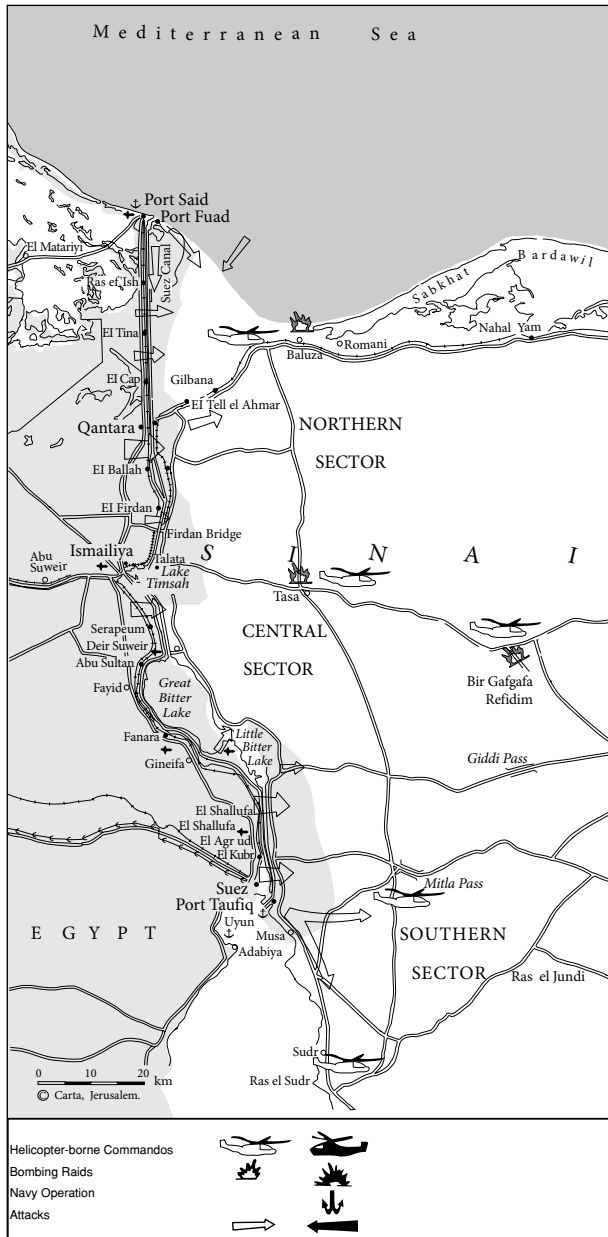 Mediterranean Sea
Port Said
Port Fuad
El Matariyi
Suez Canal
Ras ef'Ish
Sabkhat Bardawil
El Tina
Nahal Yam
Baluza
Romani
El Cap
Gilbana
El Tell el Ahmar
Qantara
NORTHERN
SECTOR
El Ballah
El Firdan
Firdan Bridge
Ismailiya
Abu
Suweir
Talata
Lake
Timsah
SINAI
Tasa
Serapeum
Deir Suweir
Abu Sultan
CENTRAL
SECTOR
Bir Gafgafa
Refidim
Fayid
Great
Bitter
Lake
Fanara
Little
Bitter
Lake
Gineifa
Giddi Pass
El Shallufa
El Shallufa
El Agr ud
El Kubr
Suez
Port Taufiq
Mitla Pass
Uyun
Musa
EGYPT
Adabiya
SOUTHERN
SECTOR
Ras el Jundi
Sudr
Ras el Sudr
0 10 20
km
© Carta, Jerusalem.
Helicopter-borne Commandos
Bombing Raids
Navy Operation
Attacks